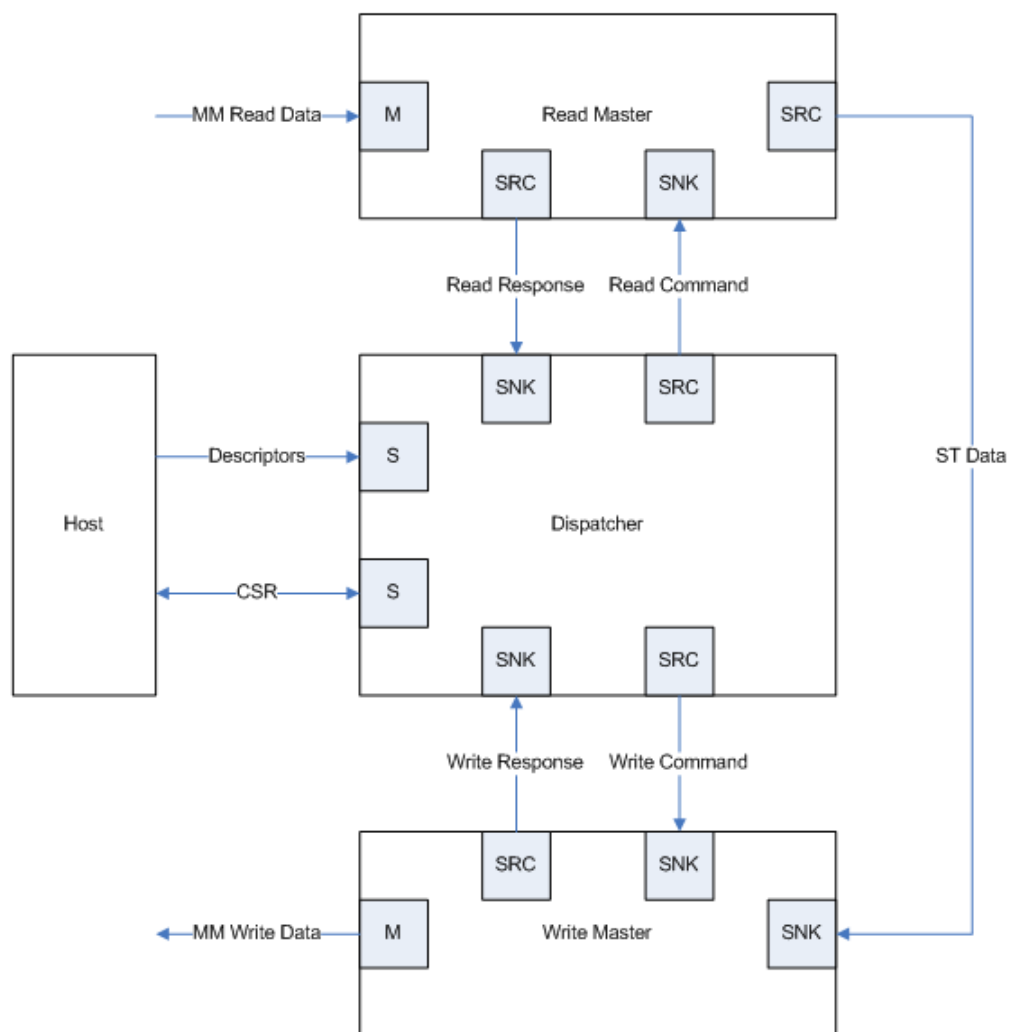 MM Read Data
M
Read Master
SRC
SRC
SNK
Read Response
Read Command
SNK
SRC
Descriptors
S
ST Data
Host
Dispatcher
CSR
S
SNK
SRC
Write Response
Write Command
SRC
SNK
MM Write Data
M
Write Master
SNK